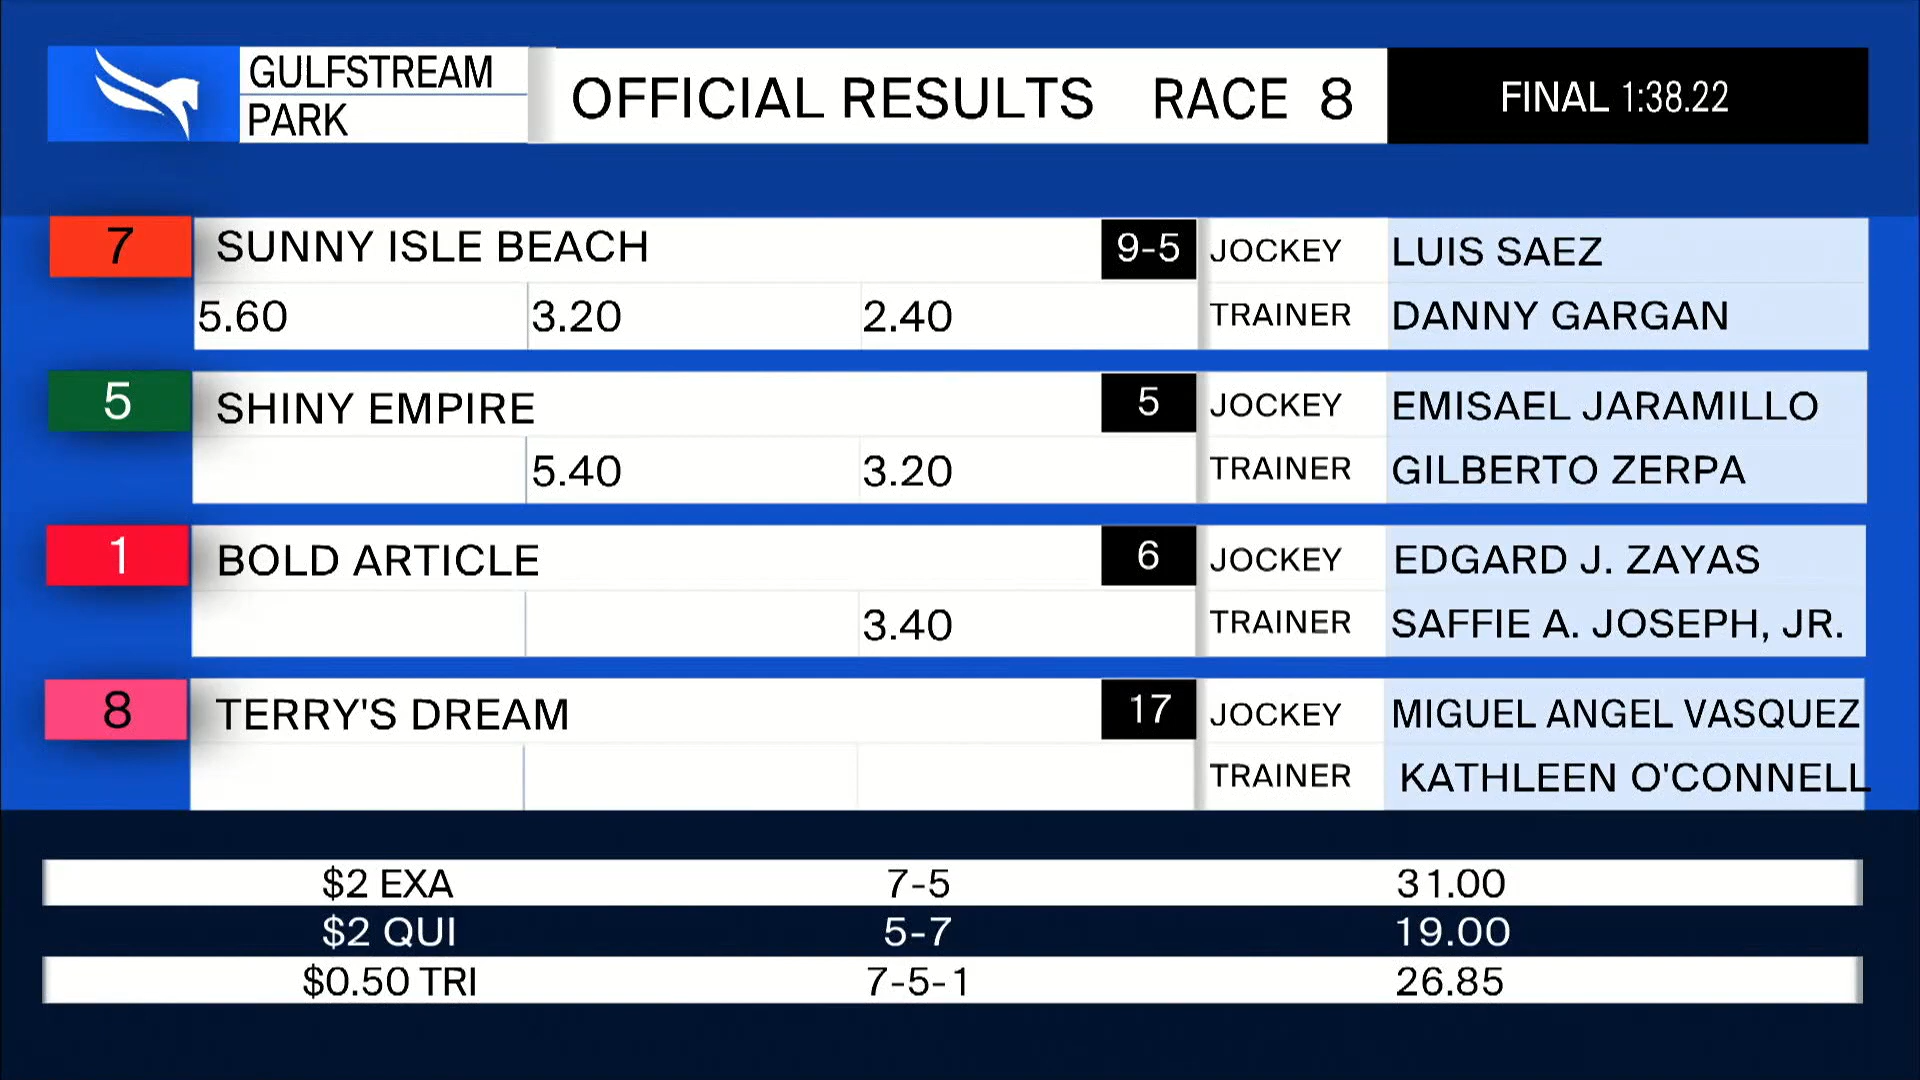 GULFSTREAM
PARK
OFFICIAL RESULTS RACE 8
FINAL 1:38.22
7 SUNNY ISLE BEACH 9-5 JOCKEY LUIS SAEZ
5.60 3.20 2.40 TRAINER DANNY GARGAN
5 SHINY EMPIRE 5 JOCKEY EMISAEL JARAMILLO
5.40 3.20 TRAINER GILBERTO ZERPA
1 BOLD ARTICLE 6 JOCKEY EDGARD J. ZAYAS
3.40 TRAINER SAFFIE A. JOSEPH, JR.
8 TERRY'S DREAM 17 JOCKEY MIGUEL ANGEL VASQUEZ
TRAINER KATHLEEN O'CONNELL
$2 EXA 7-5 31.00
$2 QUI 5-7 19.00
$0.50 TRI 7-5-1 26.85